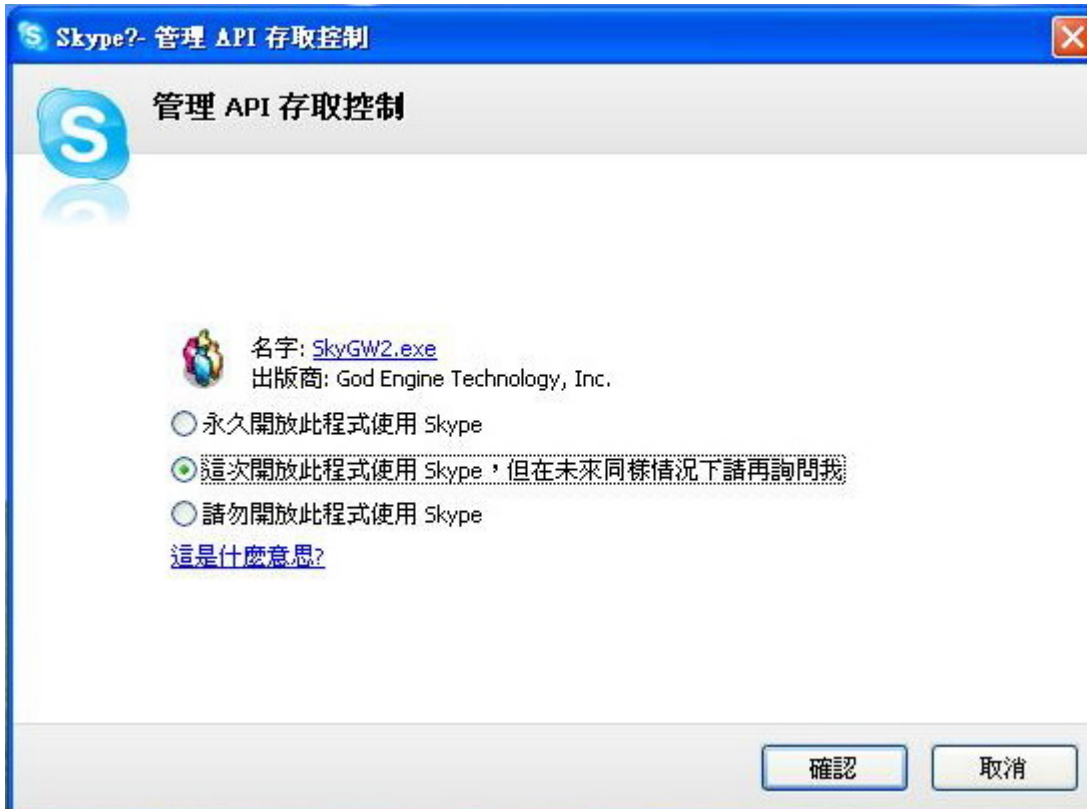 Skype?- 管理 API 存取控制
管理 API 存取控制
名字: SkyGW2.exe
出版商: God Engine Technology, Inc.
永久開放此程式使用 Skype
這次開放此程式使用 Skype,但在未來同樣情況下請再詢問我
請勿開放此程式使用 Skype
這是什麼意思?
確認 取消